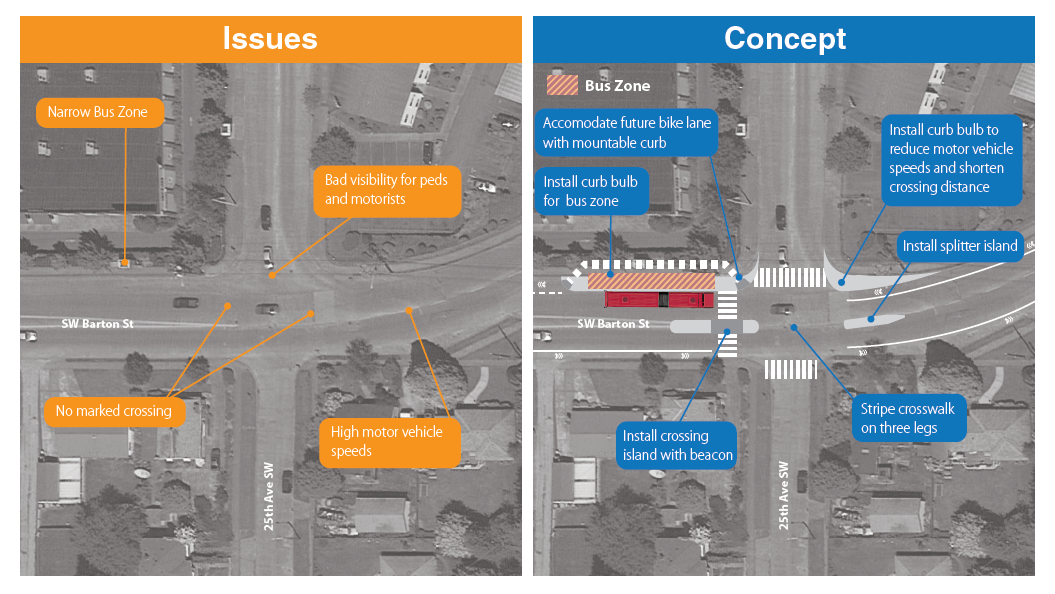 Issues
Narrow Bus Zone
Bad visibility for peds
and motorists
SW Barton St
No marked crossing
High motor vehicle
speeds
25th Ave SW
Concept
Bus Zone
Accomodate future bike lane
with mountable curb
Install curb bulb
for bus zone
Install curb bulb to
reduce motor vehicle
speeds and shorten
crossing distance
Install splitter island
SW Barton St
Install crossing
island with beacon
Stripe crosswalk
on three legs
25th Ave SW